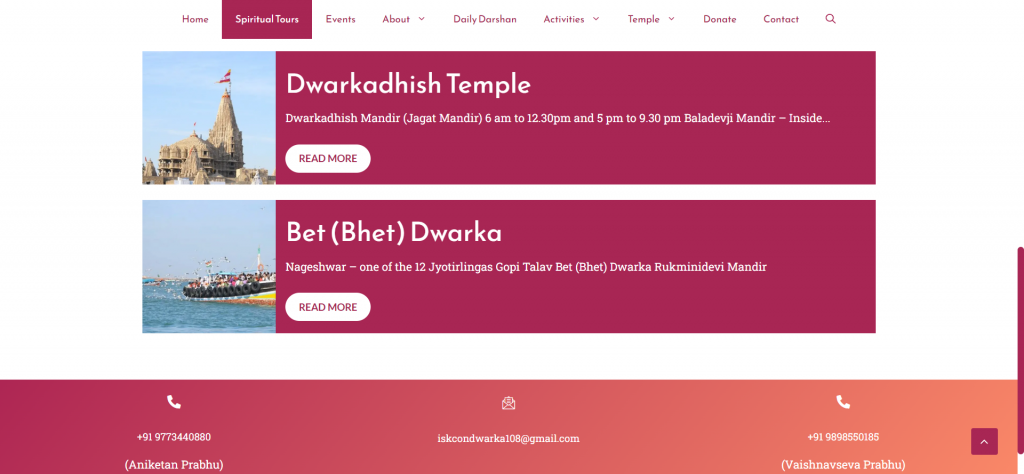 Home Spiritual Tours Events About Daily Darshan Activities Temple Donate Contact
Dwarkadhish Temple
Dwarkadhish Mandir (Jagat Mandir) 6 am to 12.30pm and 5 pm to 9.30 pm Baladevji Mandir – Inside...
READ MORE
Bet (Bhet) Dwarka
Nageshwar – one of the 12 Jyotirlingas Gopi Talav Bet (Bhet) Dwarka Rukminidevi Mandir
READ MORE
+91 9773440880
(Aniketan Prabhu)
iskcondwarka108@gmail.com
+91 9898550185
(Vaishnavseva Prabhu)